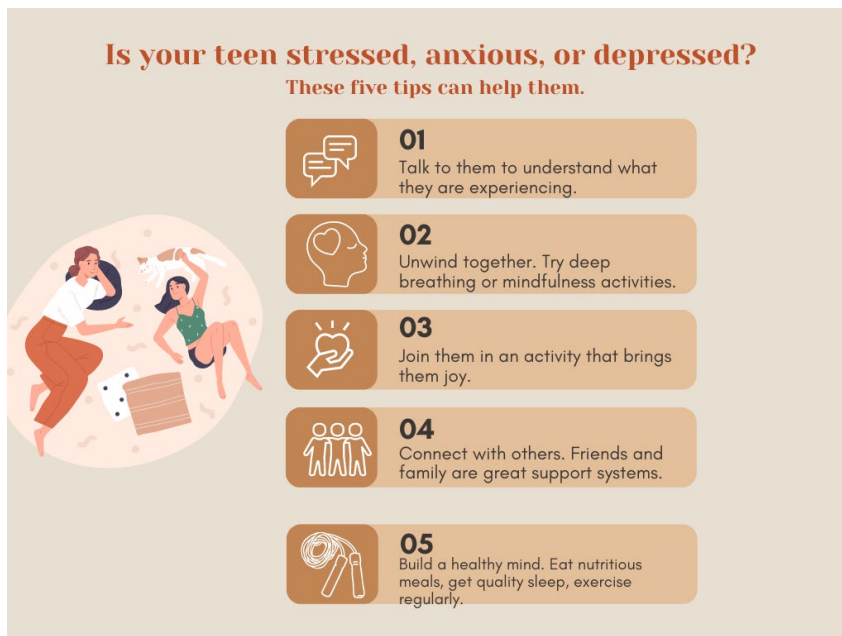 Is your teen stressed, anxious, or depressed?
These five tips can help them.
01
Talk to them to understand what
they are experiencing.
02
Unwind together. Try deep
breathing or mindfulness activities.
03
Join them in an activity that brings
them joy.
04
Connect with others. Friends and
family are great support systems.
05
Build a healthy mind. Eat nutritious
meals, get quality sleep, exercise
regularly.